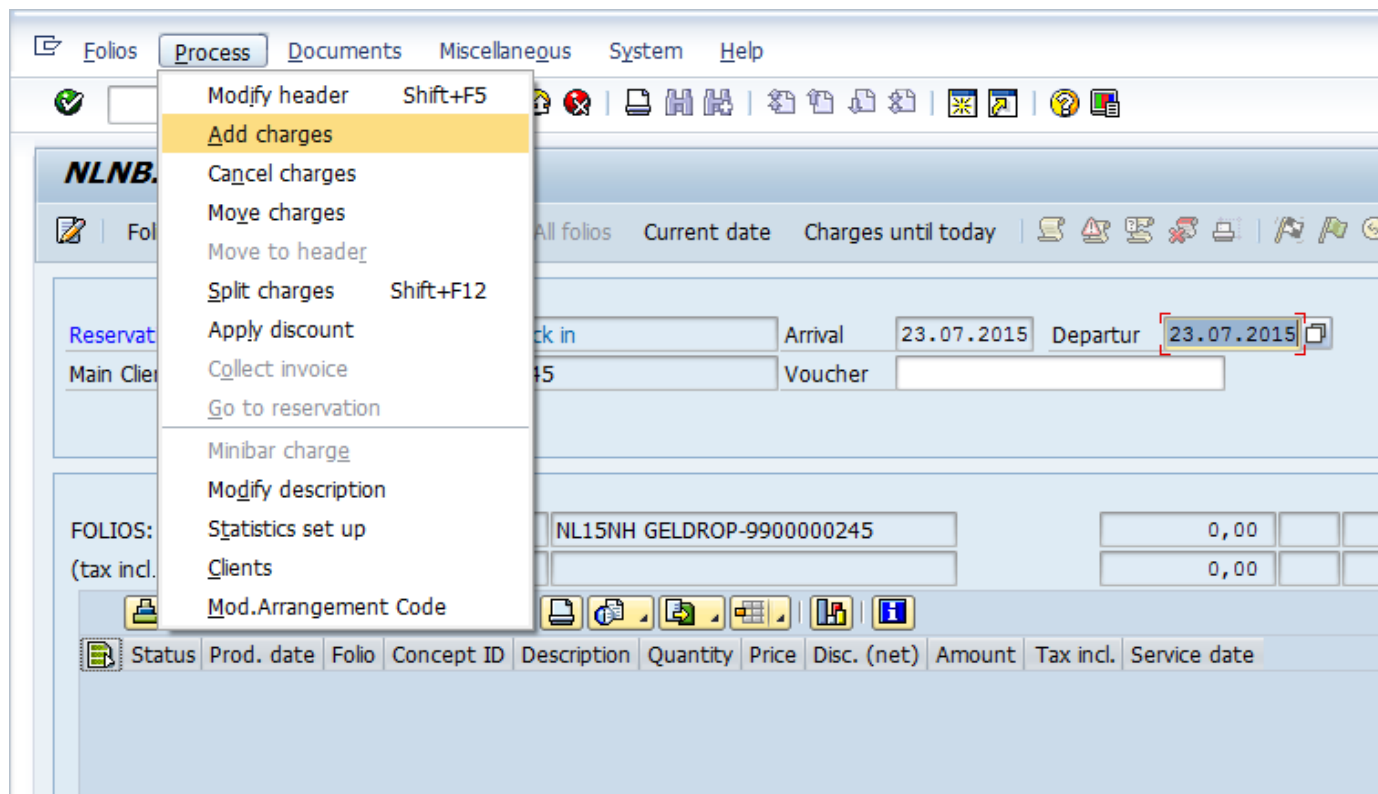 Folios Process Documents Miscellaneous System Help
Modify header Shift+F5
Add charges
Cancel charges
Move charges
Move to header
Split charges Shift+F12
Apply discount
Collect invoice
Go to reservation
Minibar charge
Modify description
Statistics set up
Clients
Mod.Arrangement Code
NLNB.
Fol All folios Current date Charges until today
Reservat ck in Arrival 23.07.2015 Departur 23.07.2015
Main Clie 45 Voucher
FOLIOS: NL15NH GELDROP-9900000245 0,00
(tax incl. 0,00
Status Prod. date Folio Concept ID Description Quantity Price Disc. (net) Amount Tax incl. Service date